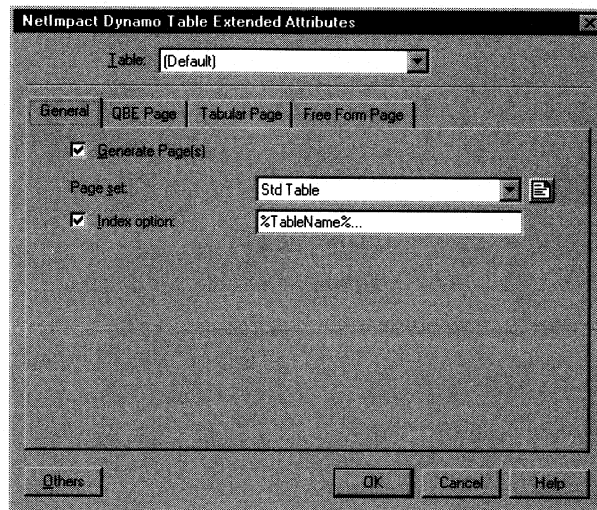 NetImpact Dynamo Table Extended Attributes
Table: (Default)
General QBE Page Tabular Page Free Form Page
Generate Page(s)
Page set: Std Table
Index option: %TableName%...
Others OK Cancel Help